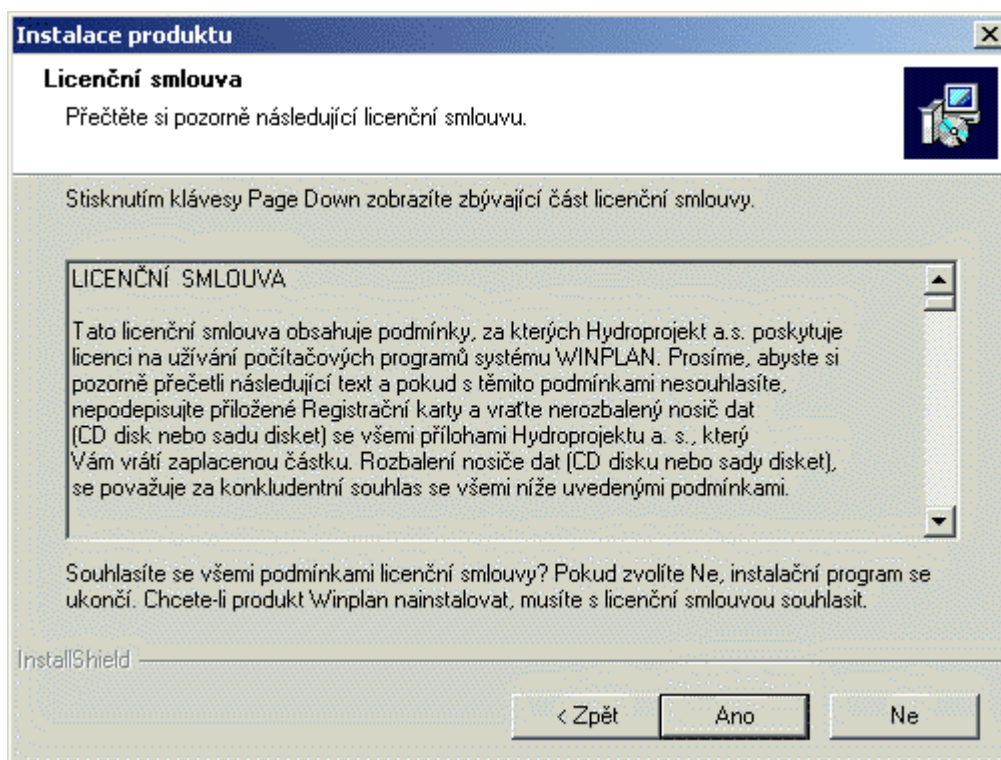 Instalace produktu
Licenční smlouva
Přečtěte si pozorně následující licenční smlouvu.
Stisknutím klávesy Page Down zobrazíte zbývající část licenční smlouvy.
LICENČNÍ SMLOUVA
Tato licenční smlouva obsahuje podmínky, za kterých Hydroprojekt a.s. poskytuje
licenci na užívání počítačových programů systému WINPLAN. Prosíme, abyste si
pozorně přečetli následující text a pokud s těmito podmínkami nesouhlasíte,
nepodepisujte přiložené Registrační karty a vraťte nerozbalený nosič dat
(CD disk nebo sadu disket) se všemi přílohami Hydroprojektu a. s., který
Vám vrátí zaplacenou částku. Rozbalení nosiče dat (CD disku nebo sady disket),
se považuje za konkludentní souhlas se všemi níže uvedenými podmínkami.
Souhlasíte se všemi podmínkami licenční smlouvy? Pokud zvolíte Ne, instalační program se
ukončí. Chcete-li produkt Winplan nainstalovat, musíte s licenční smlouvou souhlasit.
InstallShield
< Zpět
Ano
Ne